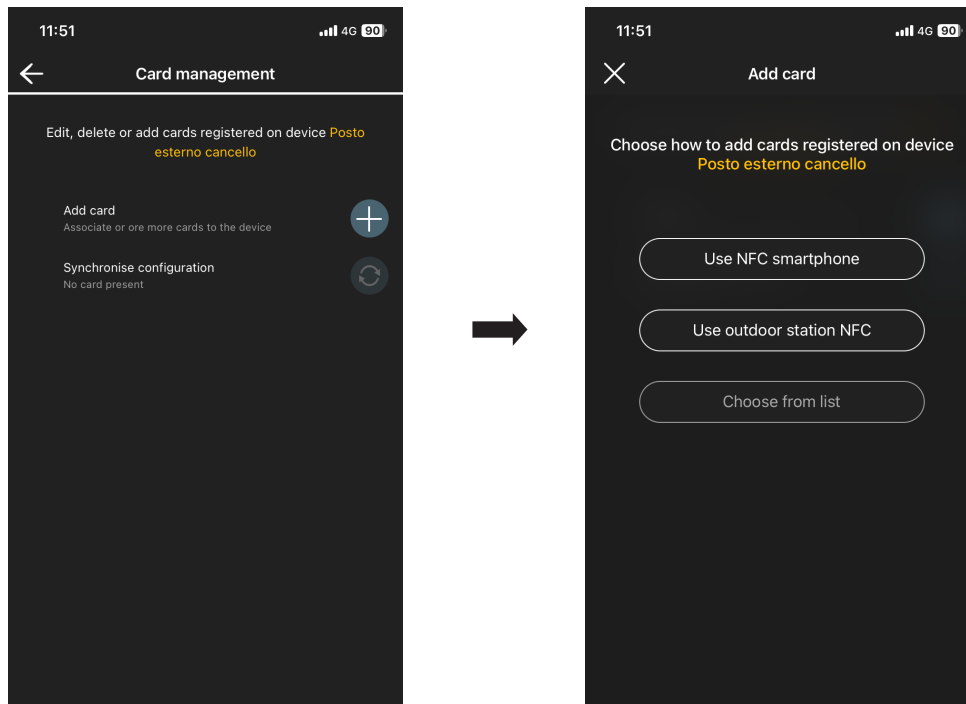 11:51
4G 90
Card management
Edit, delete or add cards registered on device Posto
esterno cancello
Add card
Associate or ore more cards to the device
Synchronise configuration
No card present
11:51
4G 90
Add card
Choose how to add cards registered on device
Posto esterno cancello
Use NFC smartphone
Use outdoor station NFC
Choose from list